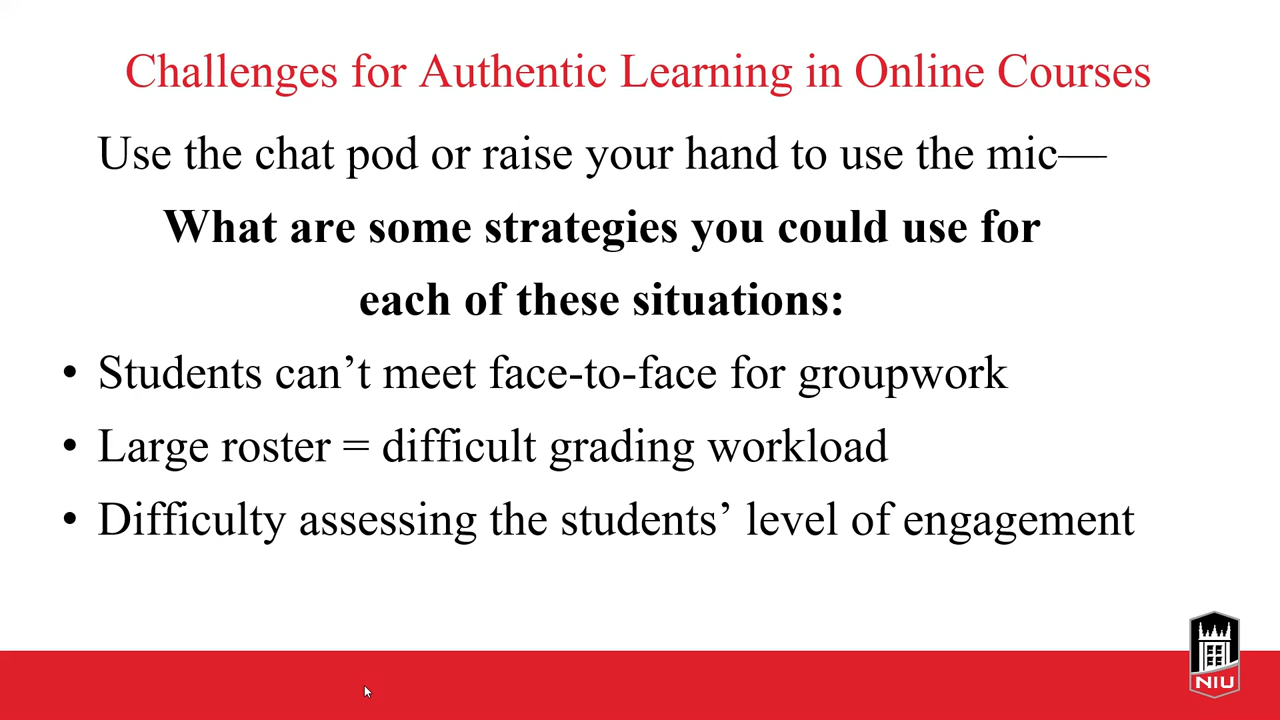 Challenges for Authentic Learning in Online Courses
Use the chat pod or raise your hand to use the mic—
What are some strategies you could use for
each of these situations:
• Students can’t meet face-to-face for groupwork
• Large roster = difficult grading workload
• Difficulty assessing the students’ level of engagement
NIU